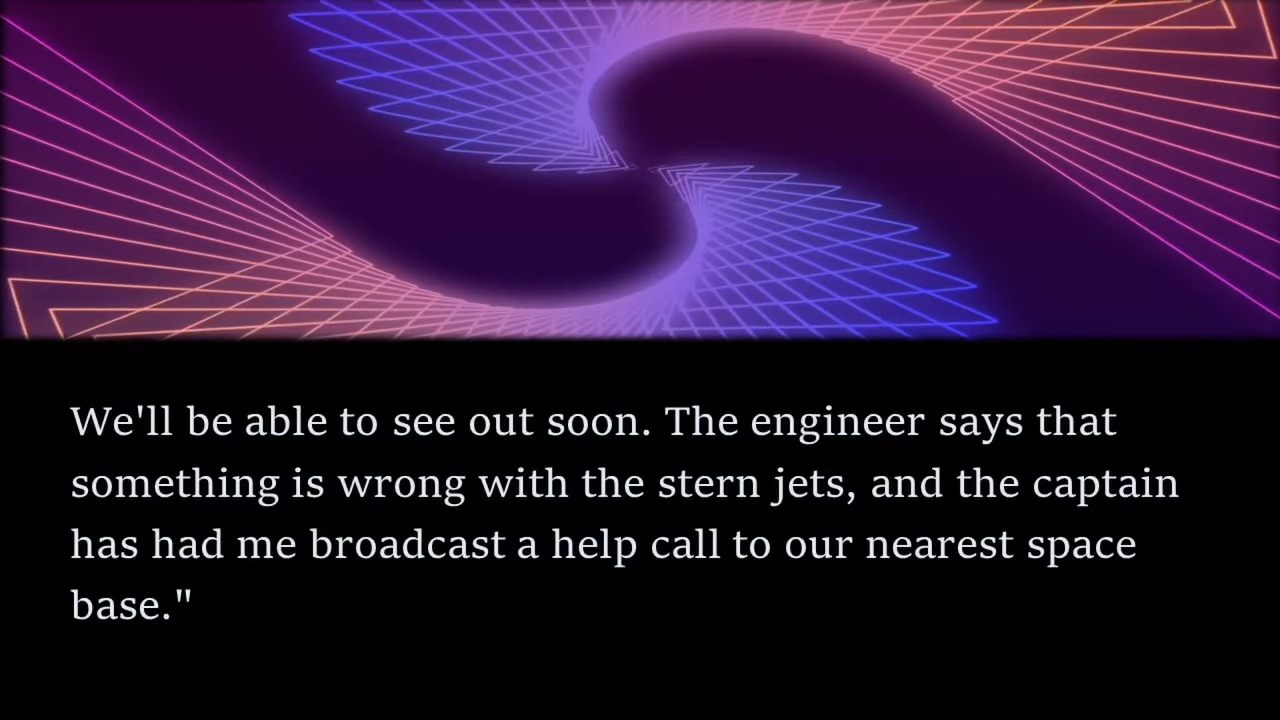 We'll be able to see out soon. The engineer says that
something is wrong with the stern jets, and the captain
has had me broadcast a help call to our nearest space
base."